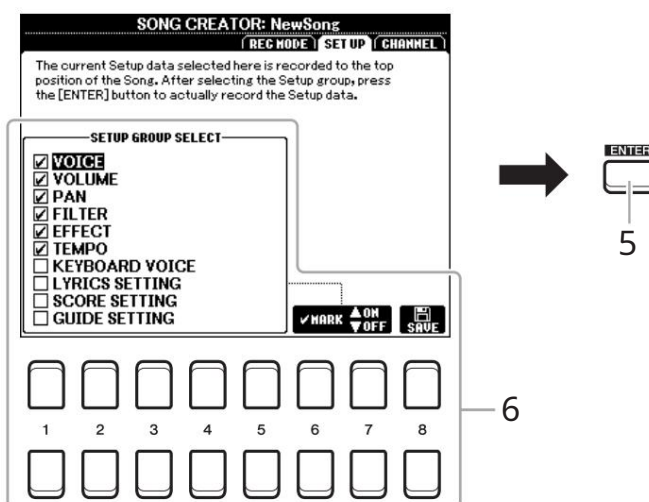 SONG CREATOR: NewSong
REC MODE SET UP CHANNEL
The current Setup data selected here is recorded to the top
position of the Song. After selecting the Setup group, press
the [ENTER] button to actually record the Setup data.
SETUP GROUP SELECT
VOICE
VOLUME
PAN
FILTER
EFFECT
TEMPO
KEYBOARD VOICE
LYRICS SETTING
SCORE SETTING
GUIDE SETTING
✓MARK ▲ON
▼OFF
SAVE
1 2 3 4 5 6 7 8
6
ENTER
5